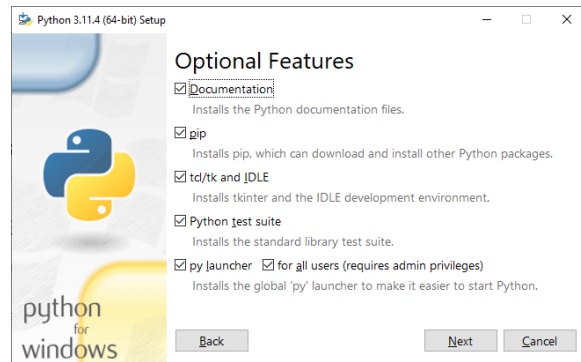 Python 3.11.4 (64-bit) Setup
Optional Features
Documentation
Installs the Python documentation files.
pip
Installs pip, which can download and install other Python packages.
td/tk and IDLE
Installs tkinter and the IDLE development environment.
Python test suite
Installs the standard library test suite.
py launcher for all users (requires admin privileges)
Installs the global 'py' launcher to make it easier to start Python.
python
for
windows
Back Next Cancel